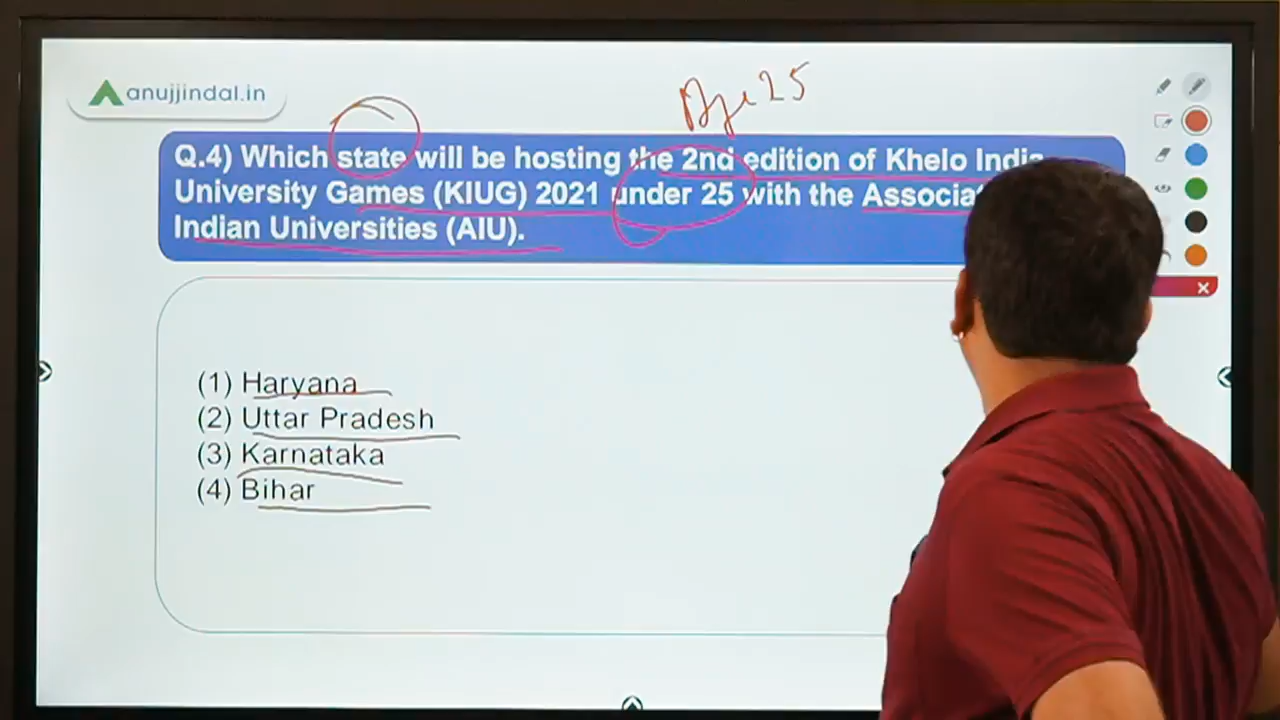 anujjindal.in
Age 25
Q.4) Which state will be hosting the 2nd edition of Khelo India
University Games (KIUG) 2021 under 25 with the Associa
Indian Universities (AIU).
(1) Haryana
(2) Uttar Pradesh
(3) Karnataka
(4) Bihar